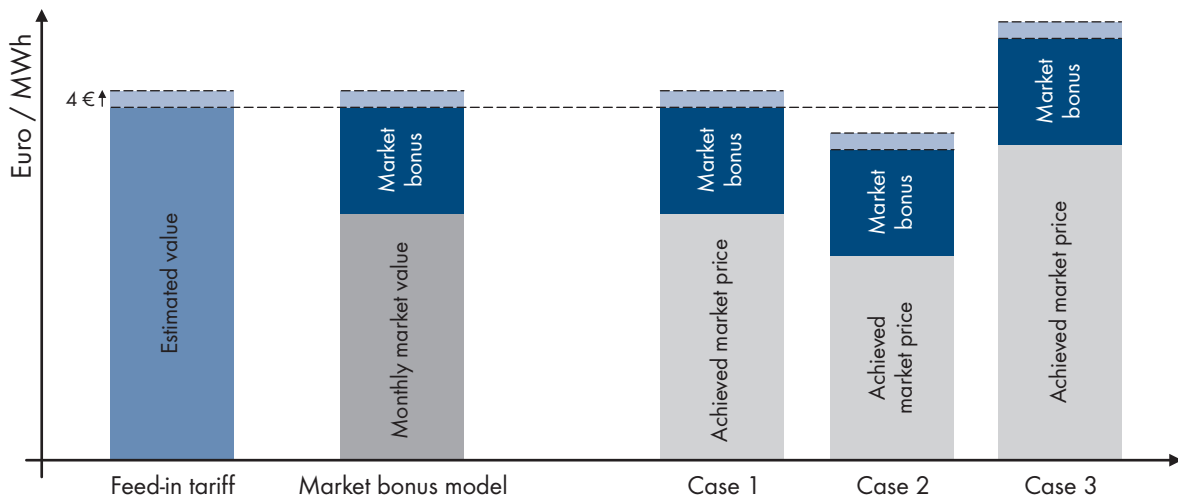 Euro / MWh
4 €
Estimated value
Market
bonus
Monthly market value
Market
bonus
Achieved market price
Market
bonus
Achieved
market price
Market
bonus
Achieved market price
Feed-in tariff
Market bonus model
Case 1
Case 2
Case 3